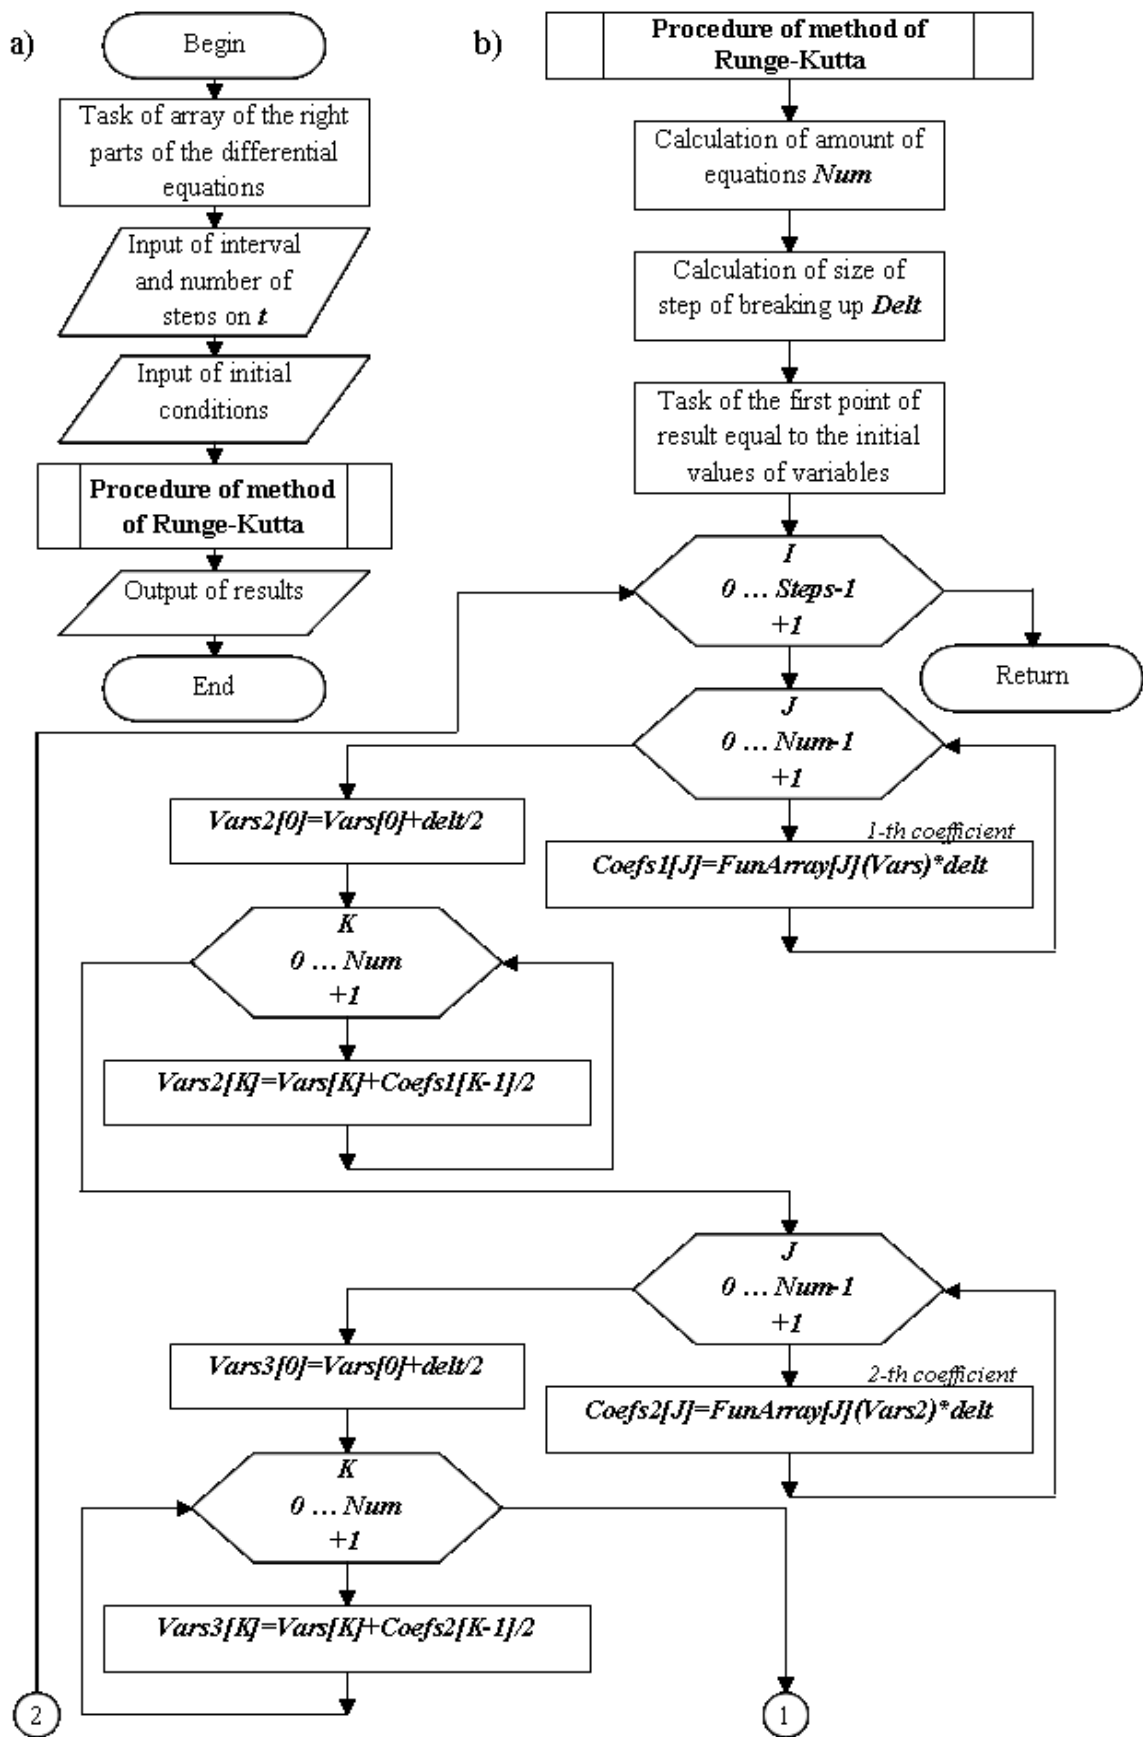 a)
Begin
Task of array of the right
parts of the differential
equations
Input of interval
and number of
steps on t
Input of initial
conditions
Procedure of method
of Runge-Kutta
Output of results
End
b)
Procedure of method of
Runge-Kutta
Calculation of amount of
equations Num
Calculation of size of
step of breaking up Delt
Task of the first point of
result equal to the initial
values of variables
I
0 ... Steps-1
+1
Return
J
0 ... Num-1
+1
1-th coefficient
Coefs1[J]=FunArray[J](Vars)*delt
Vars2[0]=Vars[0]+delt/2
K
0 ... Num
+1
Vars2[K]=Vars[K]+Coefs1[K-1]/2
J
0 ... Num-1
+1
2-th coefficient
Coefs2[J]=FunArray[J](Vars2)*delt
Vars3[0]=Vars[0]+delt/2
K
0 ... Num
+1
Vars3[K]=Vars[K]+Coefs2[K-1]/2
2
1